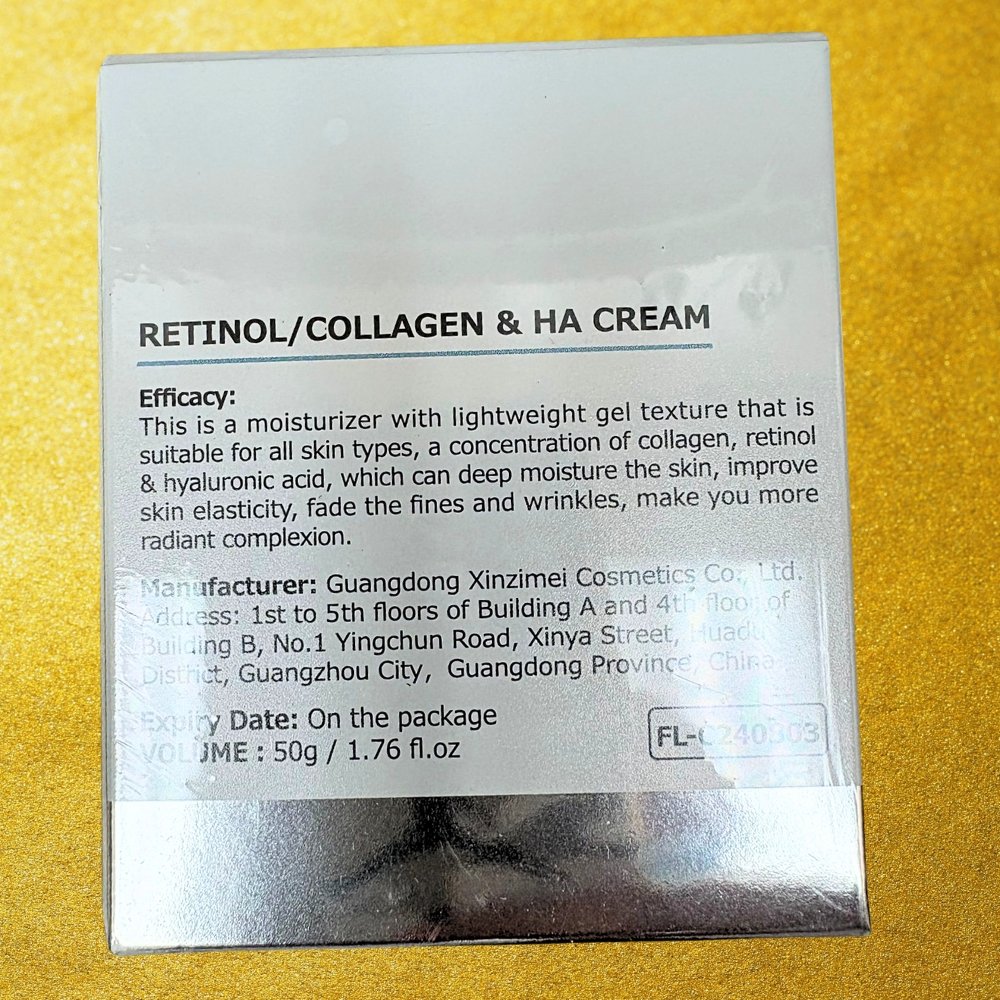 RETINOL/COLLAGEN & HA CREAM
Efficacy:
This is a moisturizer with lightweight gel texture that is
suitable for all skin types, a concentration of collagen, retinol
& hyaluronic acid, which can deep moisture the skin, improve
skin elasticity, fade the fines and wrinkles, make you more
radiant complexion.
Manufacturer: Guangdong Xinzimei Cosmetics Co., Ltd.
Address: 1st to 5th floors of Building A and 4th floor of
Building B, No.1 Yingchun Road, Xinya Street, Huadu
District, Guangzhou City, Guangdong Province, China
Expiry Date: On the package
VOLUME : 50g / 1.76 fl.oz